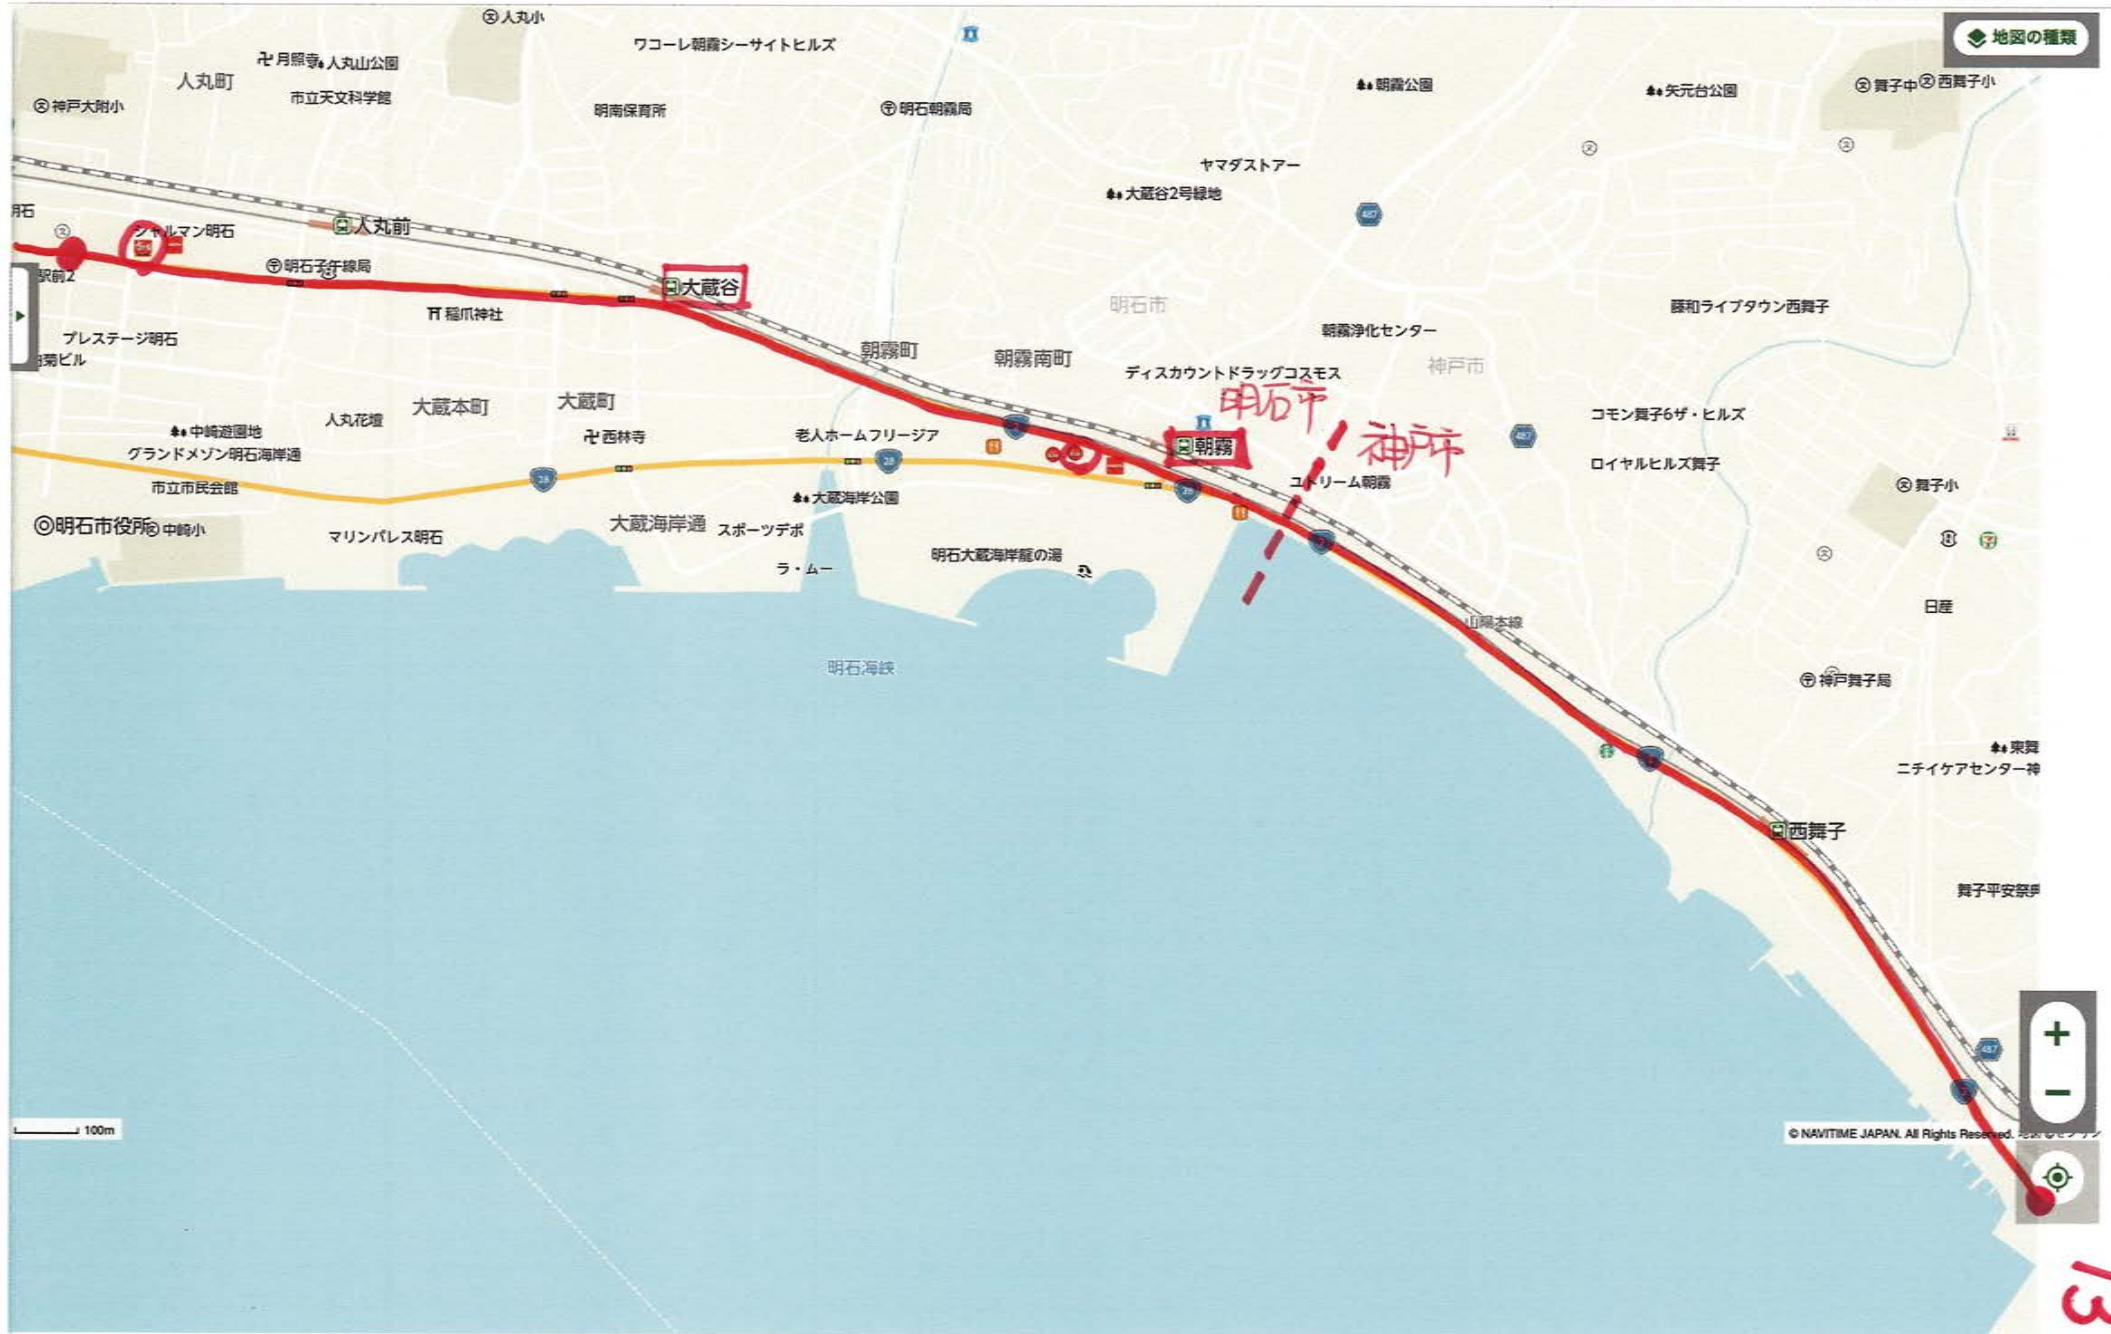 人丸小
地図の種類
ワコーレ朝霧シーサイトヒルズ
月照寺
人丸山公園
人丸町
市立天文科学館
神戸大附小
明南保育所
明石朝霧局
朝霧公園
矢元台公園
舞子中
西舞子小
ヤマダストアー
大蔵谷2号緑地
487
明石
シャルマン明石
人丸前
明石子午線局
駅前2
大蔵谷
稲爪神社
明石市
朝霧浄化センター
藤和ライブタウン西舞子
プレステージ明石
菊ビル
朝霧町
朝霧南町
ディスカウントドラッグコスモス
神戸市
明石市
神戸市
大蔵本町
大蔵町
人丸花壇
コモン舞子6ザ・ヒルズ
中崎遊園地
グランドメゾン明石海岸通
西林寺
老人ホームフリージア
2
朝霧
487
ロイヤルヒルズ舞子
28
28
28
ユトリーム朝霧
市立市民会館
大蔵海岸公園
舞子小
明石市役所
中崎小
マリンパレス明石
大蔵海岸通
スポーツデポ
明石大蔵海岸龍の湯
2
ラ・ムー
日産
山陽本線
明石海峡
神戸舞子局
東舞
ニチイケアセンター神
2
西舞子
舞子平安祭典
487
2
+
−
100m
© NAVITIME JAPAN. All Rights Reserved.
13